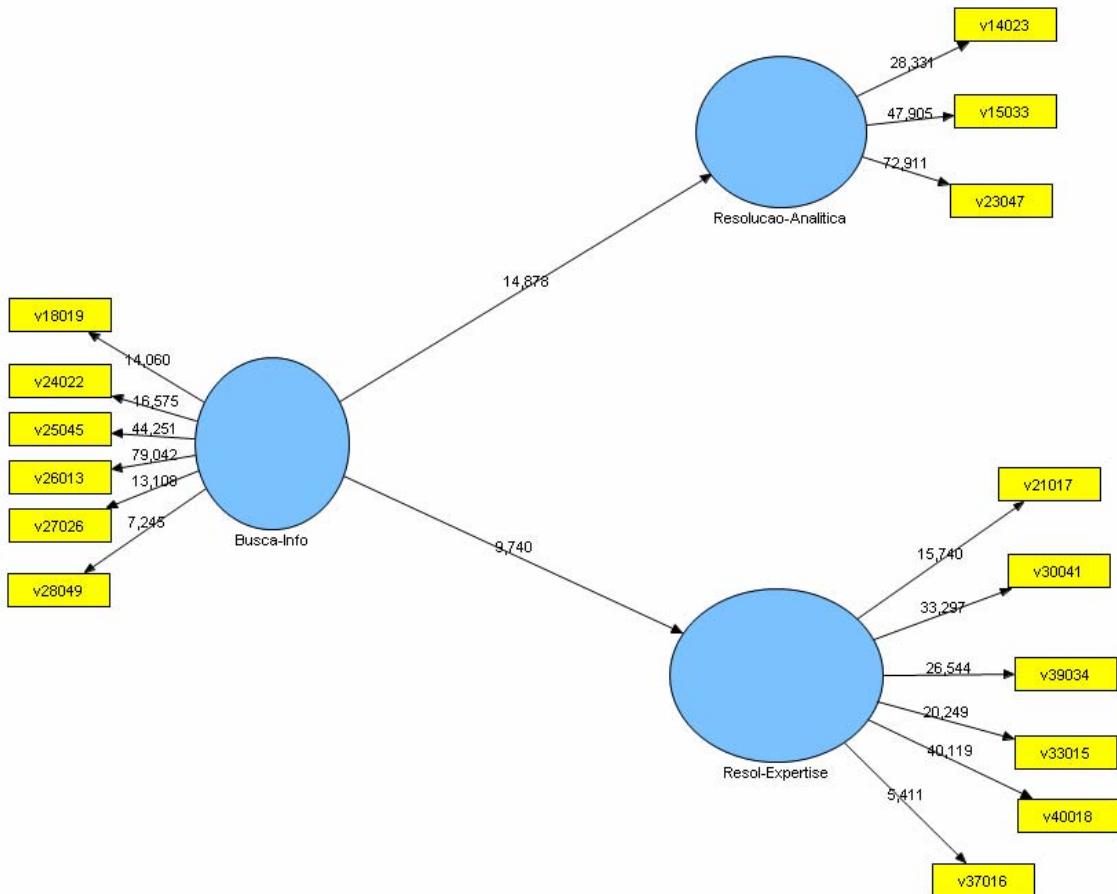 v14023
28,331
v15033
47,905
72,911
v23047
Resolucao-Analitica
14,878
v18019
14,060
v24022
16,575
v25045
44,251
v26013
79,042
13,108
v27026
7,245
v28049
Busca-Info
9,740
v21017
15,740
v30041
33,297
v39034
26,544
20,249
v33015
40,119
v40018
Resol-Expertise
5,411
v37016